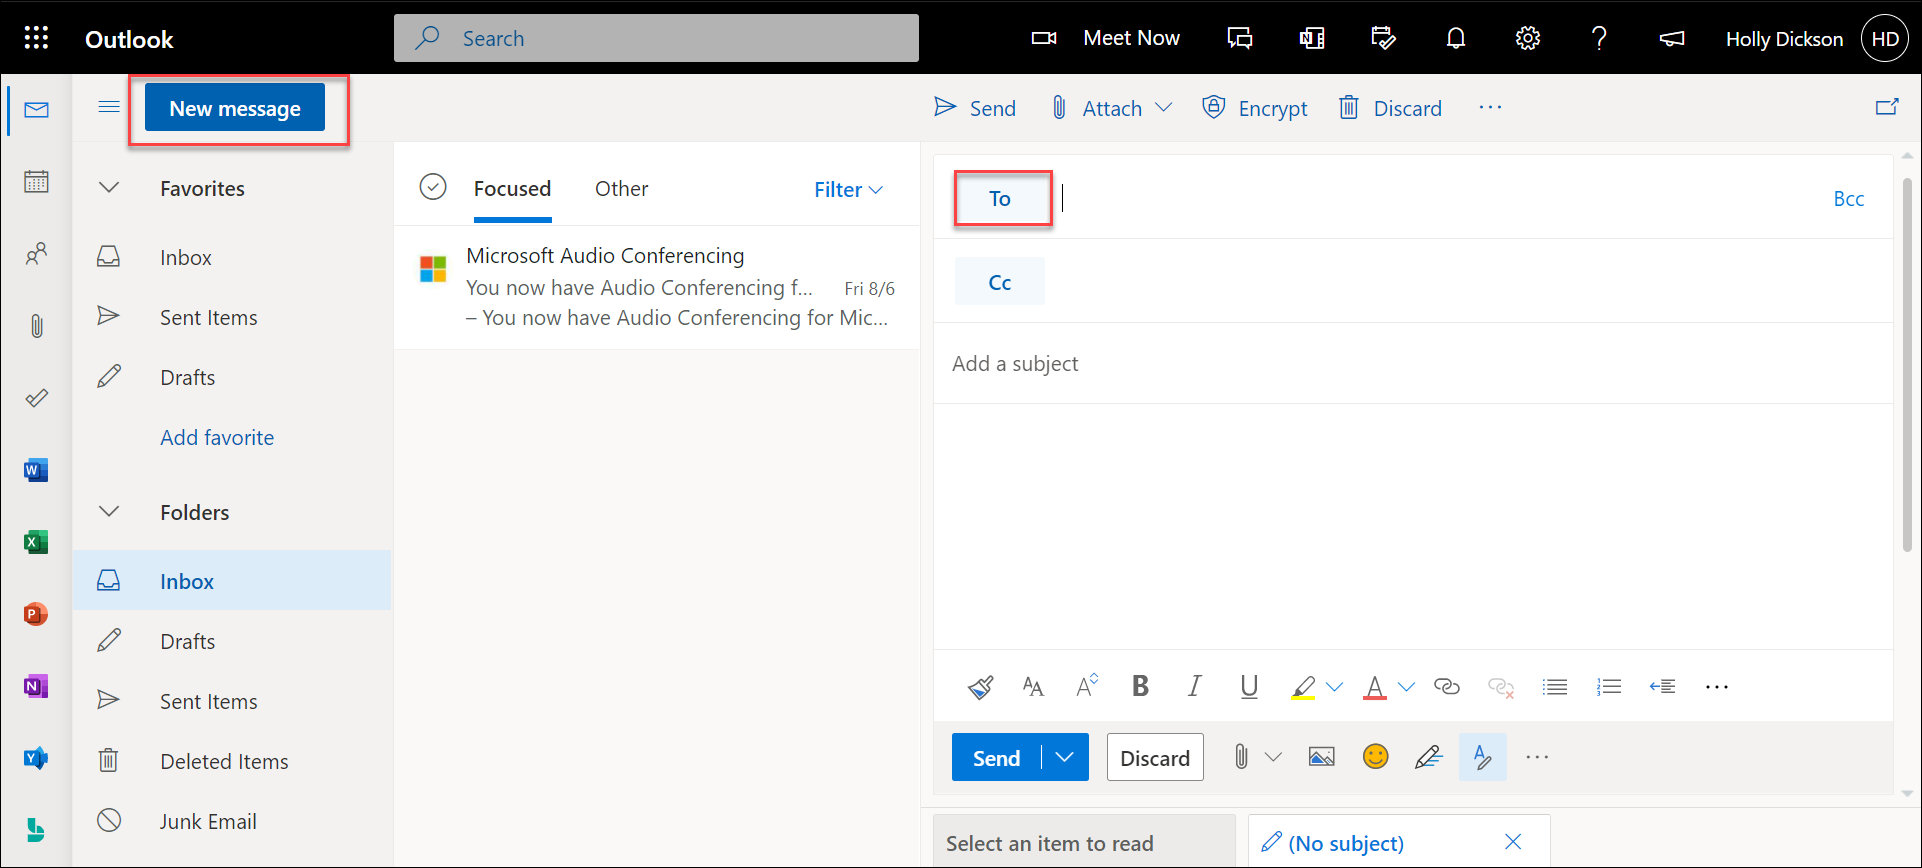 Outlook
Search
Meet Now
Holly Dickson
HD
New message
Send
Attach
Encrypt
Discard
Favorites
Inbox
Sent Items
Drafts
Add favorite
Folders
Inbox
Drafts
Sent Items
Deleted Items
Junk Email
Focused
Other
Filter
Microsoft Audio Conferencing
You now have Audio Conferencing f... Fri 8/6
– You now have Audio Conferencing for Mic...
To
Bcc
Cc
Add a subject
Send
Discard
Select an item to read
(No subject)